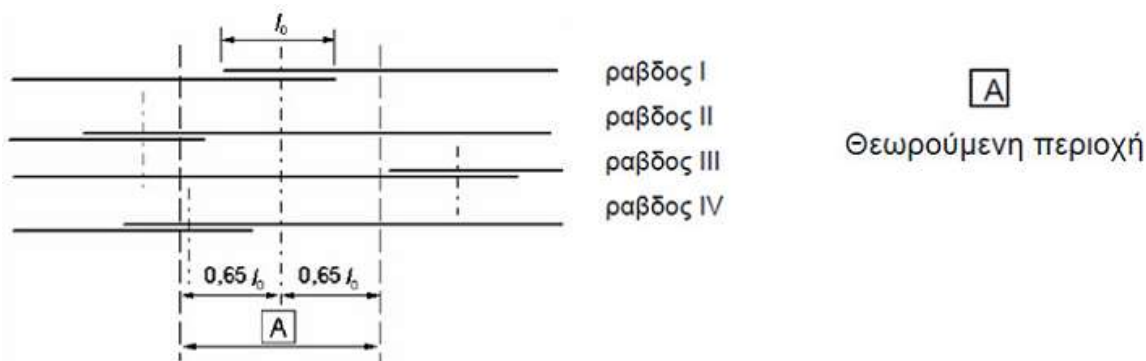 l₀
ραβδος I
ραβδος II
ραβδος III
ραβδος IV
0,65 l₀ 0,65 l₀
A
A
Θεωρούμενη περιοχή